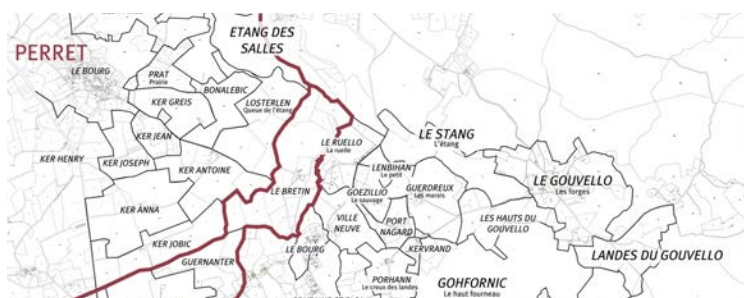 ETANG DES
SALLES
PERRET
LE BOURG
PRAT
Prairie
BONALEBIC
KER GREIS
LOSTERLEN
Queue de l'étang
KER JEAN
LE STANG
L'étang
LE RUELLO
La ruelle
KER HENRY
KER JOSEPH
KER ANTOINE
LENBIHAN
Le petit
LE GOUVELLO
Les forges
LE BRETIN
GOEZILLIO
Le sauvage
GUERDREUX
Les marais
KER ANNA
VILLE
NEUVE
PORT
NAGARD
LES HAUTS DU
GOUVELLO
KER JOBIC
LE BOURG
KERVRAND
LANDES DU GOUVELLO
GUERNANTER
PORHANN
Le creux des landes
GOHFORNIC
Le haut fourneau